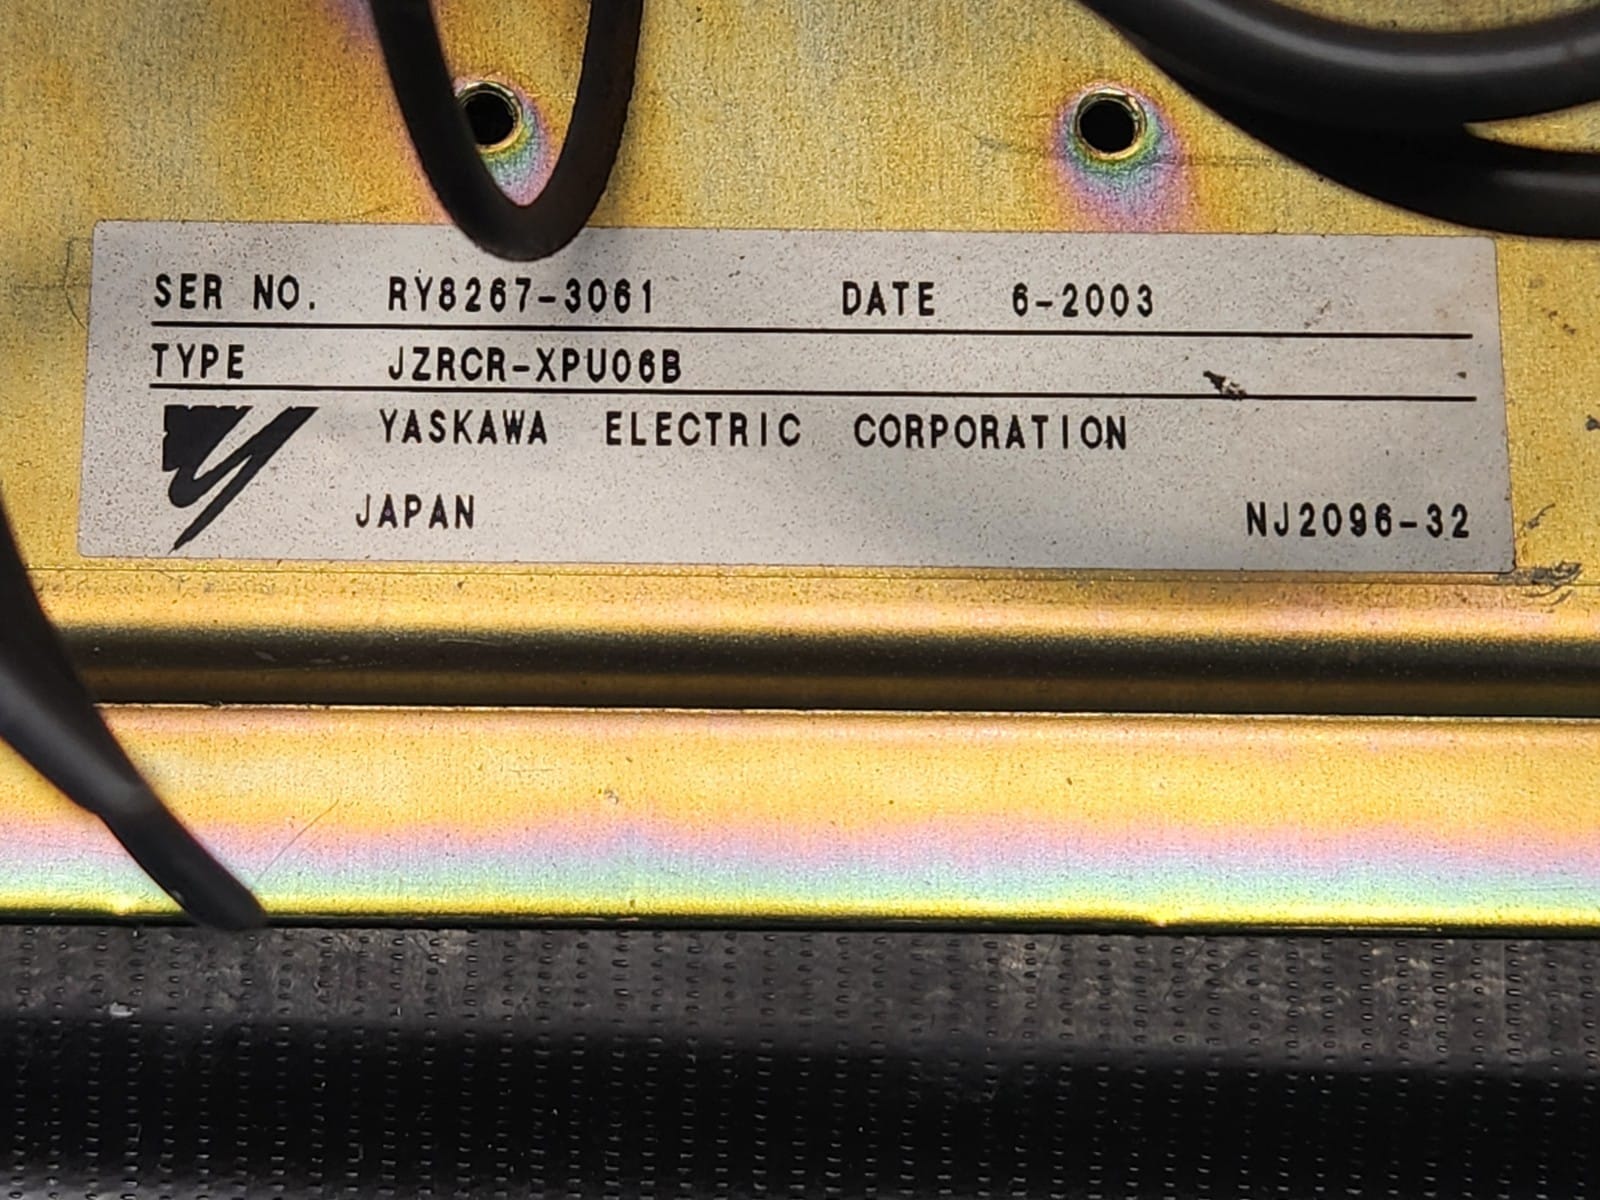 SER NO. RY8267-3061 DATE 6-2003
TYPE JZRCR-XPU06B
YASKAWA ELECTRIC CORPORATION
JAPAN NJ2096-32